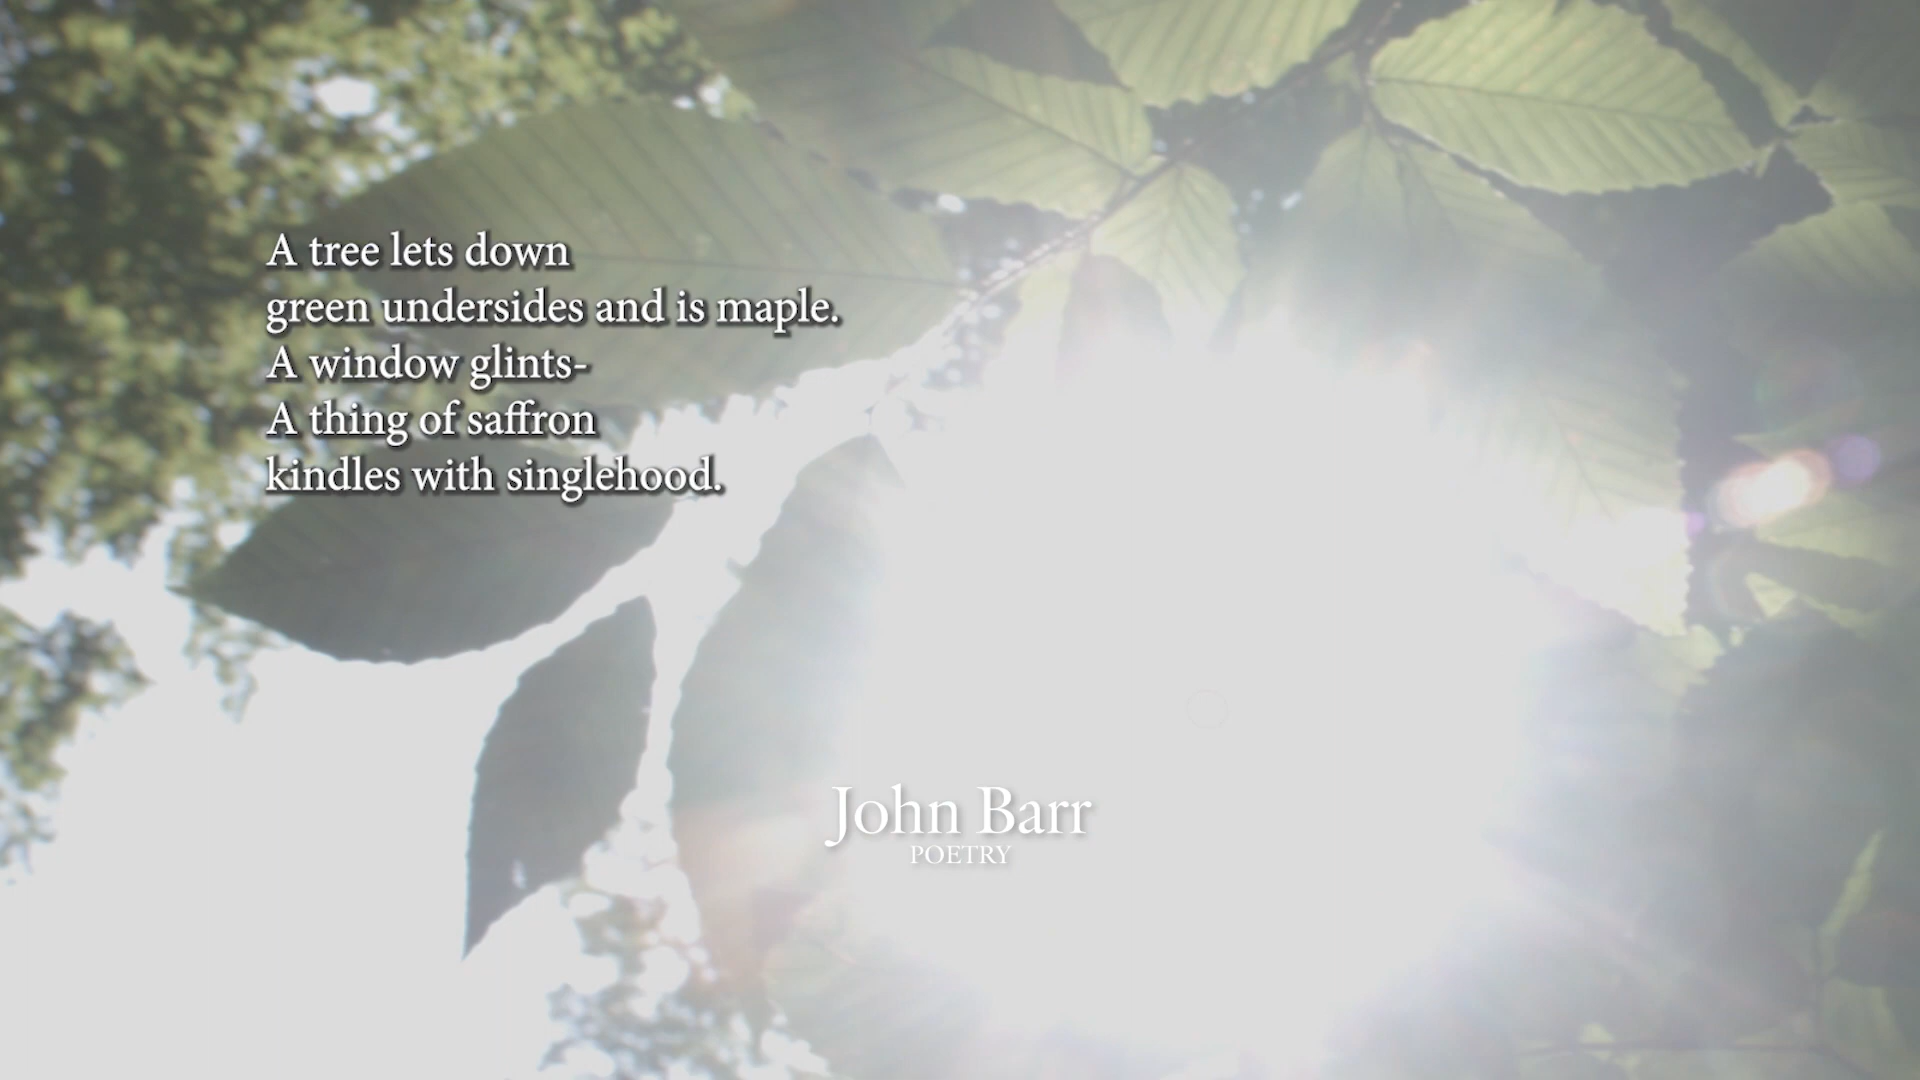 A tree lets down
green undersides and is maple.
A window glints-
A thing of saffron
kindles with singlehood.
John Barr
POETRY